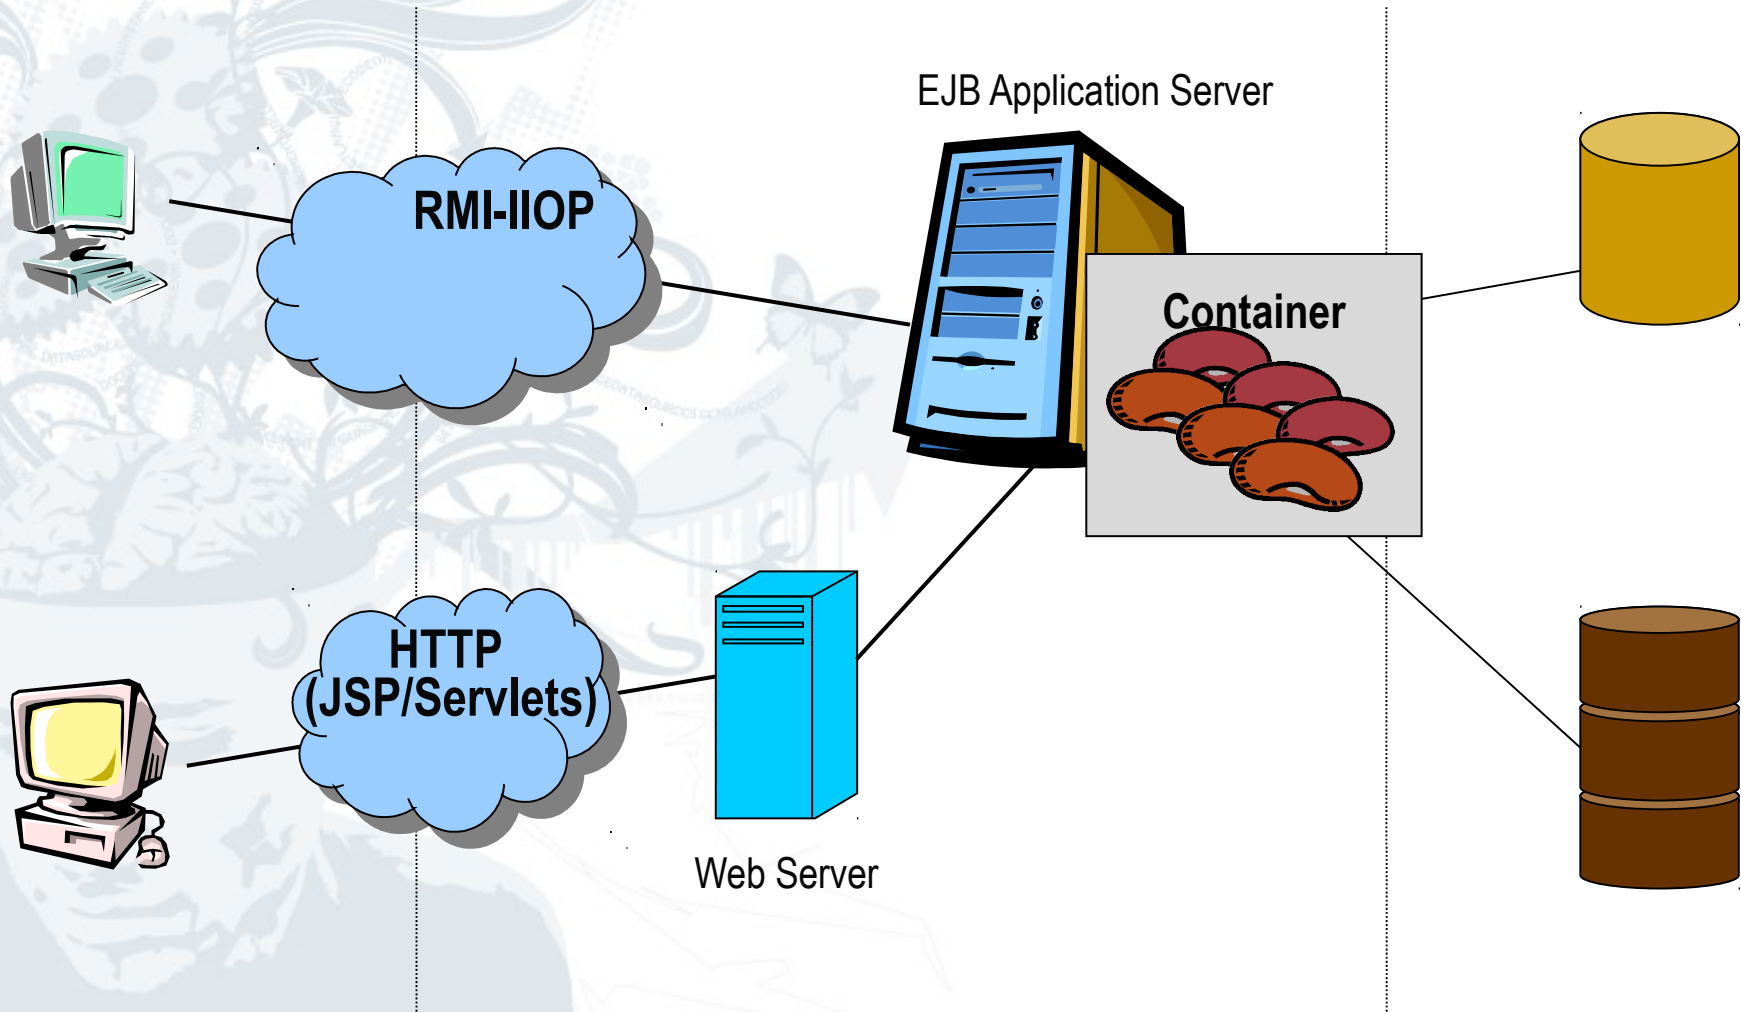 EJB Application Server
RMI-IIOP
Container
HTTP
(JSP/Servlets)
Web Server